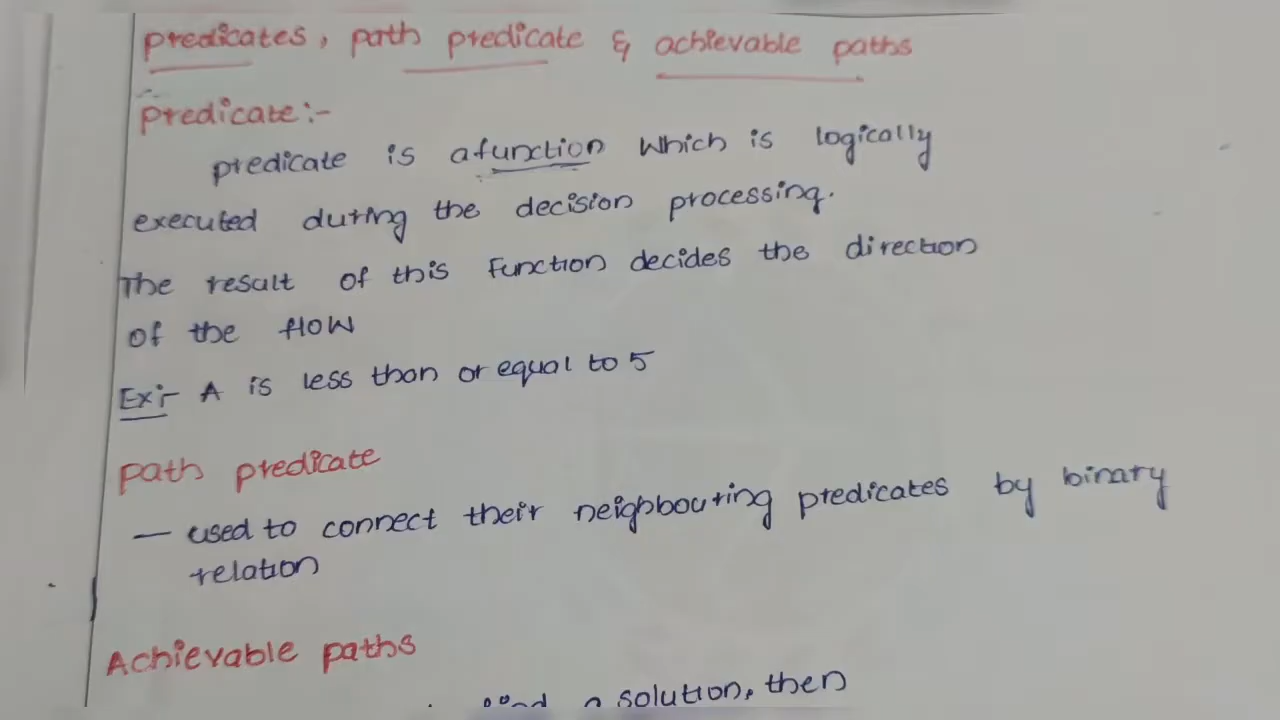 predicates, path predicate & achievable paths
predicate:-
predicate is a function which is logically
executed during the decision processing.
The result of this function decides the direction
of the flow
Ex:- A is less than or equal to 5
path predicate
— used to connect their neighbouring predicates by binary
relation
Achievable paths
a solution, then